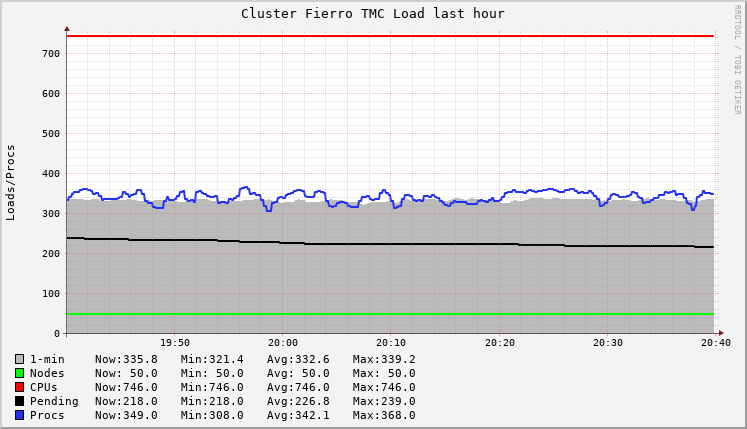 Cluster Fierro TMC Load last hour
RRDTOOL / TOBI OETIKER
Loads/Procs
700
600
500
400
300
200
100
0
19:50 20:00 20:10 20:20 20:30 20:40
1-min Now:335.8 Min:321.4 Avg:332.6 Max:339.2
Nodes Now: 50.0 Min: 50.0 Avg: 50.0 Max: 50.0
CPUs Now:746.0 Min:746.0 Avg:746.0 Max:746.0
Pending Now:218.0 Min:218.0 Avg:226.8 Max:239.0
Procs Now:349.0 Min:308.0 Avg:342.1 Max:368.0